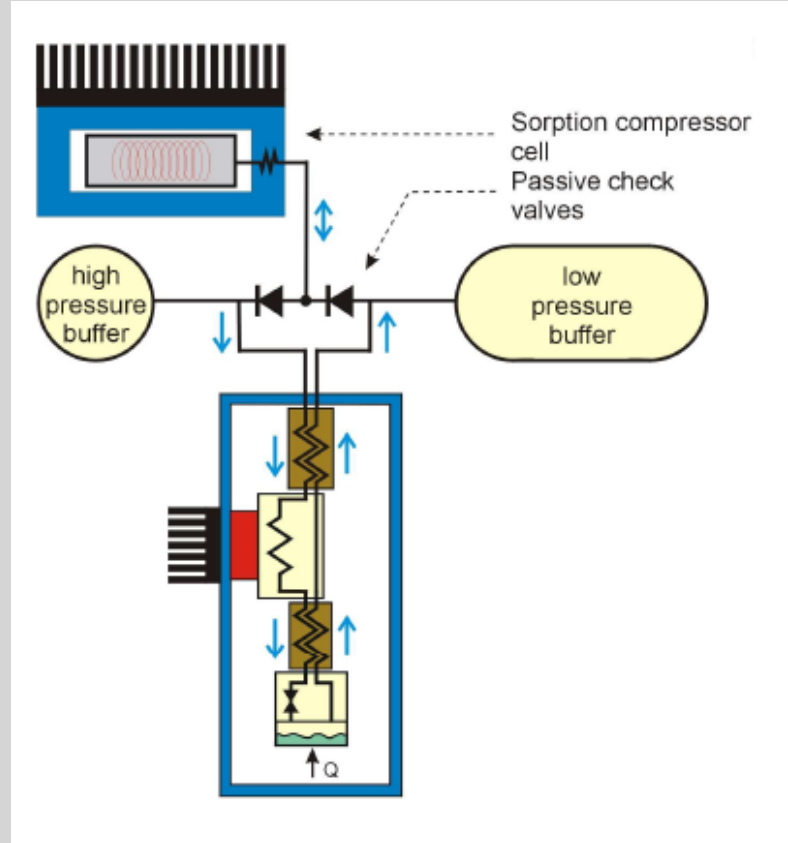 Sorption compressor
cell
Passive check
valves
high
pressure
buffer
low
pressure
buffer
Q